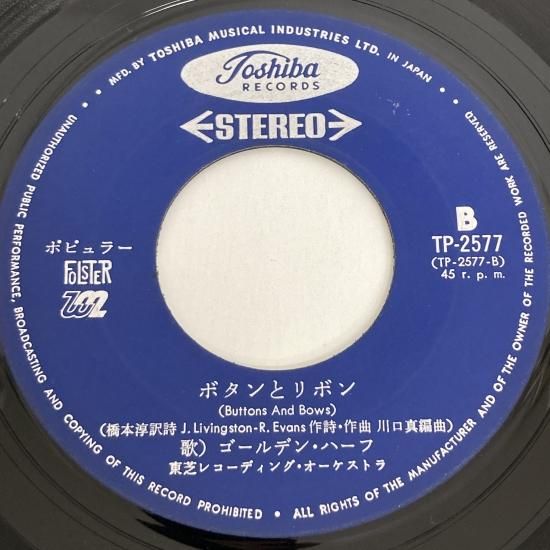 MFD. BY TOSHIBA MUSICAL INDUSTRIES LTD. IN JAPAN
Toshiba
RECORDS
STEREO
ポピュラー
FOLSTER
B
TP-2577
(TP-2577-B)
45 r.p.m.
ボタンとリボン
(Buttons And Bows)
(橋本淳訳詩 J. Livingston-R. Evans 作詩・作曲 川口真編曲)
歌) ゴールデン・ハーフ
東芝レコーディング・オーケストラ
UNAUTHORIZED PUBLIC PERFORMANCE, BROADCASTING AND COPYING OF THIS RECORD PROHIBITED • ALL RIGHTS OF THE MANUFACTURER AND OF THE OWNER OF THE RECORDED WORK ARE RESERVED